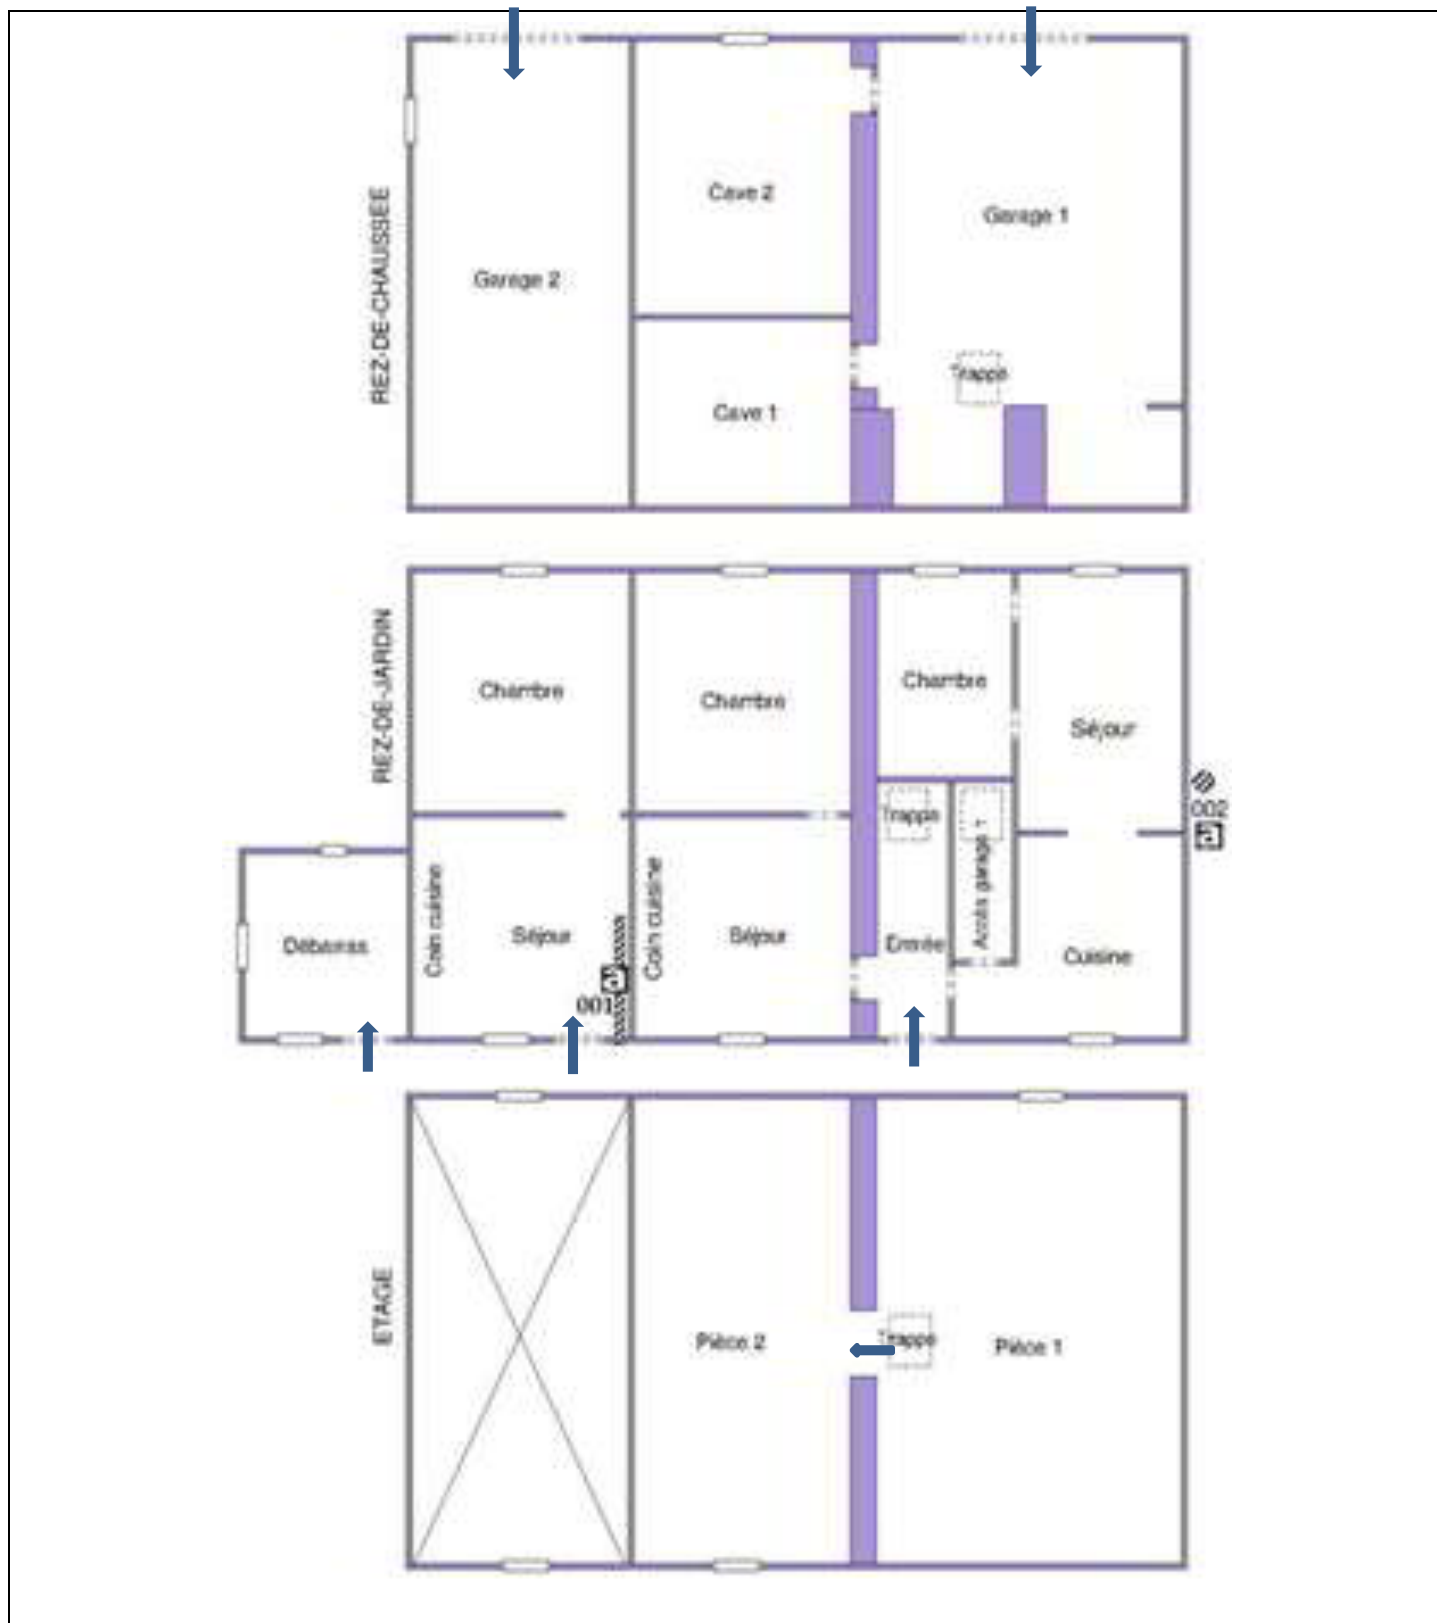 REZ-DE-CHAUSSEE
Cave 2
Garage 1
Garage 2
Trappe
Cave 1
REZ-DE-JARDIN
Chambre
Chambre
Chambre
Séjour
Trappe
002
Accès garage 1
Débarras
Coin cuisine
Séjour
Coin cuisine
Séjour
Entrée
Cuisine
001
ETAGE
Pièce 2
Trappe
Pièce 1